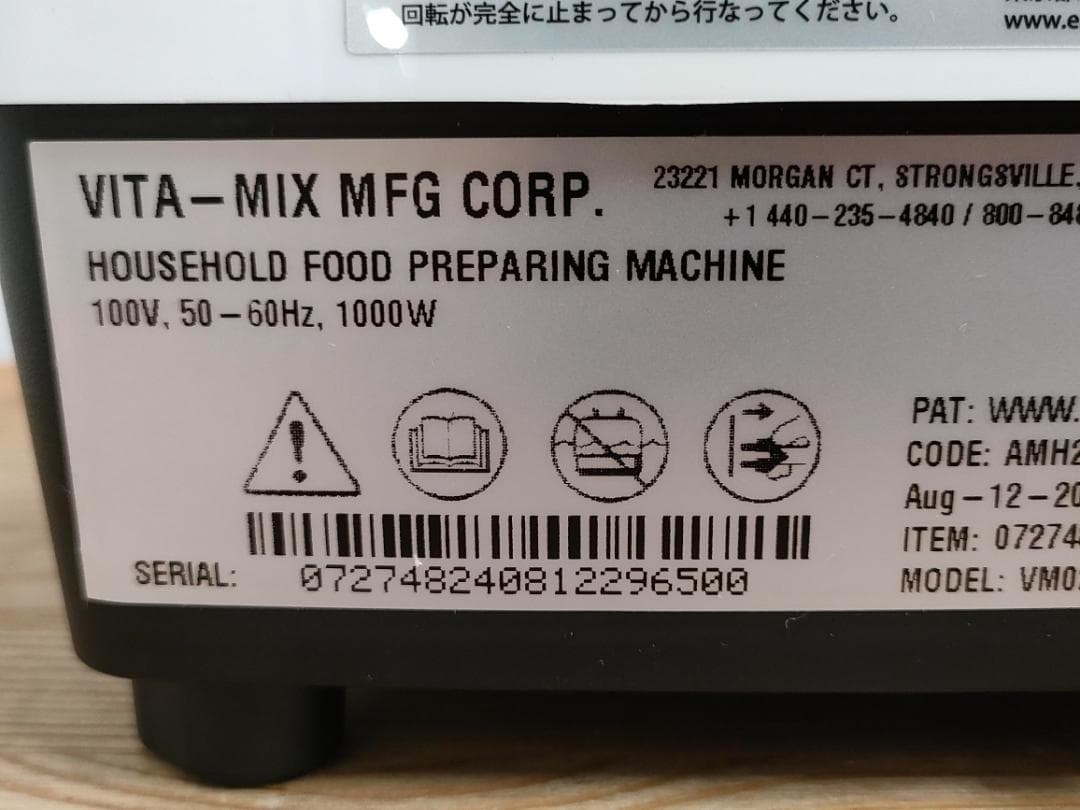 回転が完全に止まってから行なってください。
www.e
VITA-MIX MFG CORP.
23221 MORGAN CT, STRONGSVILLE,
+1 440-235-4840 / 800-848
HOUSEHOLD FOOD PREPARING MACHINE
100V, 50-60Hz, 1000W
PAT: WWW.
CODE: AMH2
Aug-12-20
ITEM: 07274
SERIAL: 072748240812296500
MODEL: VM0